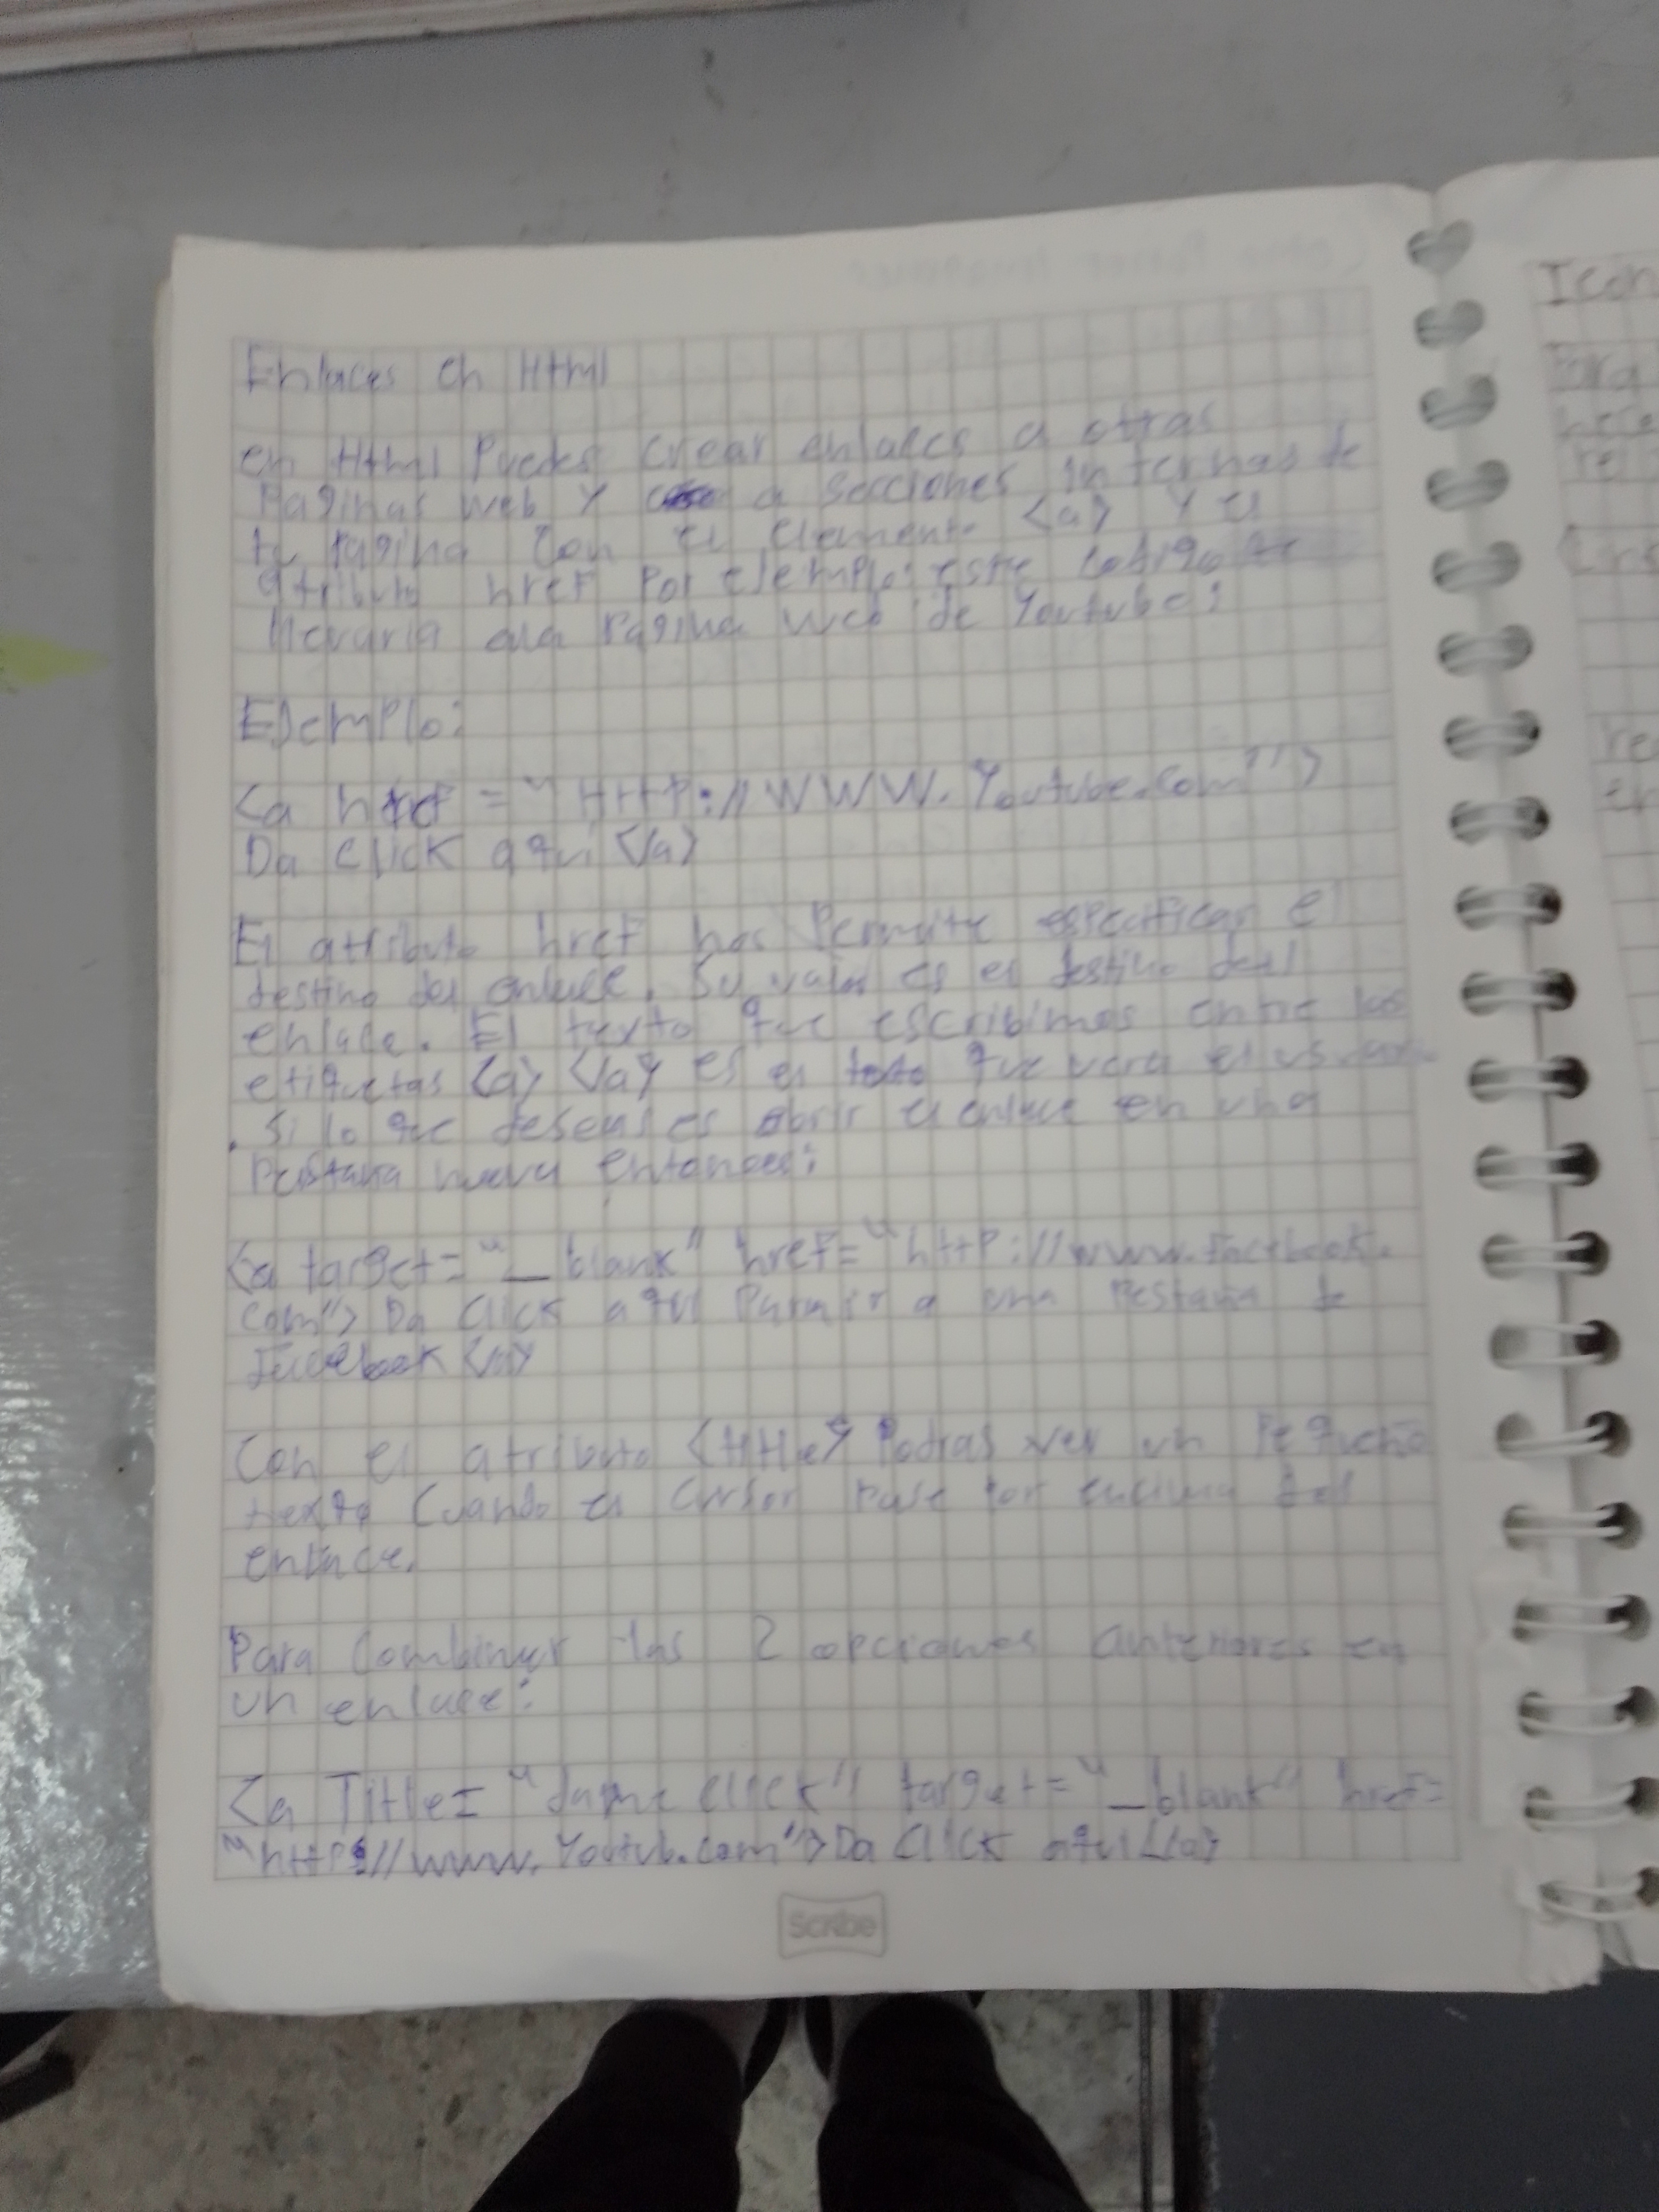 Enlaces en Html
en Html Puedes crear enlaces a otras
Paginas web y a secciones internas de
tu Pagina Con el elemento <a> y el
atributo href Por ejemplo: este codigo te
llevaria ala Pagina web de Youtube:
Ejemplo:
<a href = "Http://WWW.Youtube.com">
Da click aqui </a>
El atributo href nos Permite especificar el
destino del enlace. Su valor es el destino del
enlace. El texto que escribimos entre las
etiquetas <a> </a> es el texto que vera el usuario
. Si lo que deseas es abrir el enlace en una
Pestaña nueva entonces:
<a target="_blank" href="http://www.Facebook.
com"> Da Click aqui Para ir a una Pestaña de
Facebook </a>
Con el atributo <title> Podras ver un Pequeño
texto Cuando el cursor Pase por encima del
enlace.
Para Combinar las 2 opciones anteriores en
un enlace:
<a Title= "dame click" target="_blank" href=
"http://www.Youtub.com">Da Click aqui </a>
Scribe
Icon
Para